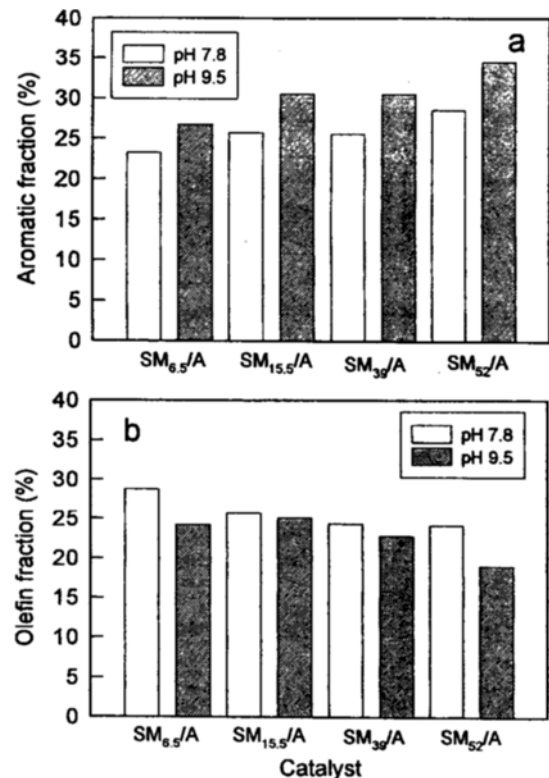 40
35
30
25
20
15
10
5
0
Aromatic fraction (%)
pH 7.8
pH 9.5
a
SM6.5/A SM15.5/A SM39/A SM52/A
40
35
30
25
20
15
10
5
0
Olefin fraction (%)
b
pH 7.8
pH 9.5
SM6.5/A SM15.5/A SM39/A SM52/A
Catalyst